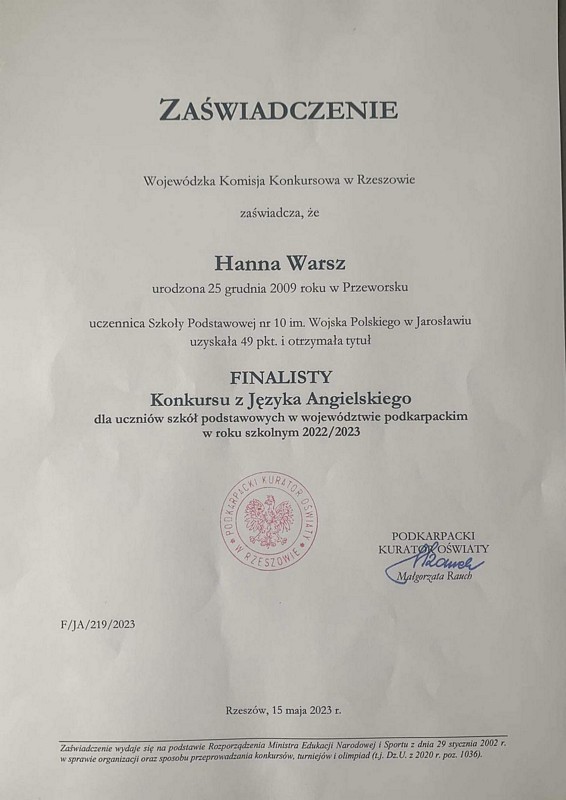 ZAŚWIADCZENIE
Wojewódzka Komisja Konkursowa w Rzeszowie
zaświadcza, że
Hanna Warsz
urodzona 25 grudnia 2009 roku w Przeworsku
uczennica Szkoły Podstawowej nr 10 im. Wojska Polskiego w Jarosławiu
uzyskała 49 pkt. i otrzymała tytuł
FINALISTY
Konkursu z Języka Angielskiego
dla uczniów szkół podstawowych w województwie podkarpackim
w roku szkolnym 2022/2023
PODKARPACKI KURATOR OŚWIATY
* W RZESZOWIE *
PODKARPACKI
KURATOR OŚWIATY
Małgorzata Rauch
F/JA/219/2023
Rzeszów, 15 maja 2023 r.
Zaświadczenie wydaje się na podstawie Rozporządzenia Ministra Edukacji Narodowej i Sportu z dnia 29 stycznia 2002 r.
w sprawie organizacji oraz sposobu przeprowadzania konkursów, turniejów i olimpiad (t.j. Dz.U. z 2020 r. poz. 1036).